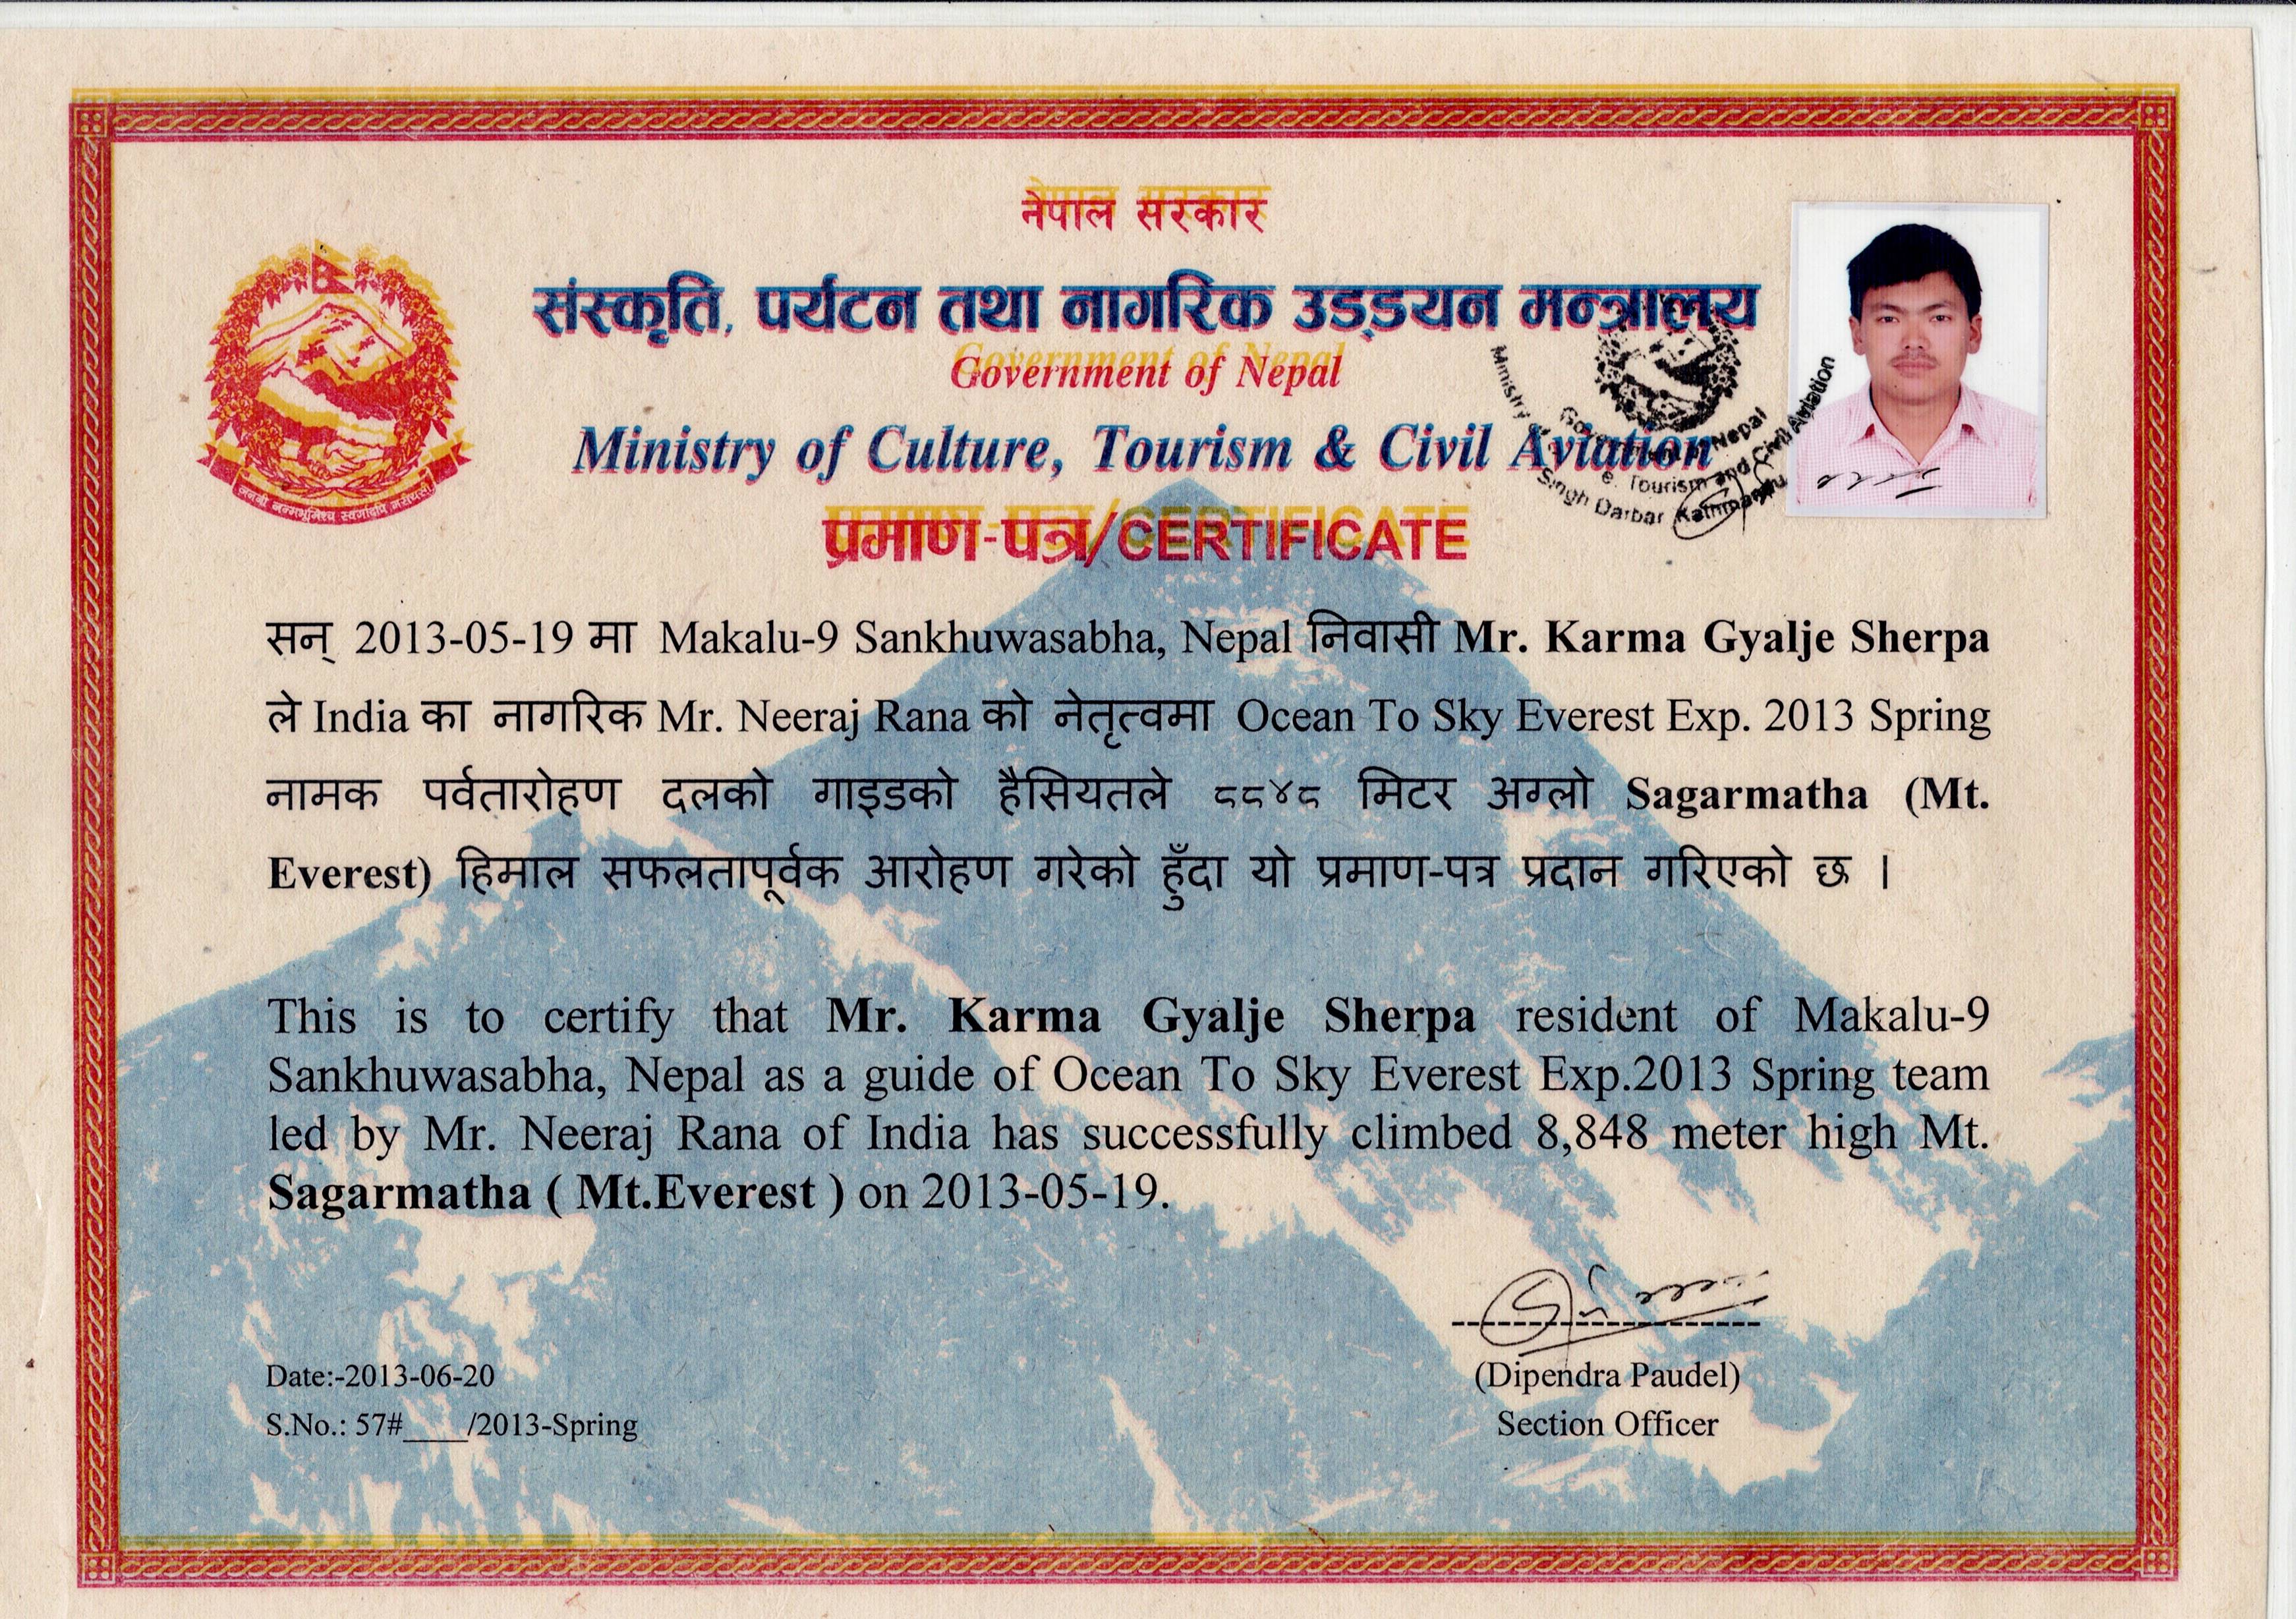 नेपाल सरकार
संस्कृति, पर्यटन तथा नागरिक उड्डयन मन्त्रालय
Government of Nepal
Ministry of Culture, Tourism & Civil Aviation
Government of Nepal
Ministry e, Tourism and Civil Aviation
Singh Darbar Kathmandu
जननी जन्मभूमिश्च स्वर्गादपि गरीयसी
प्रमाण-पत्र/CERTIFICATE
सन् 2013-05-19 मा Makalu-9 Sankhuwasabha, Nepal निवासी Mr. Karma Gyalje Sherpa
ले India का नागरिक Mr. Neeraj Rana को नेतृत्वमा Ocean To Sky Everest Exp. 2013 Spring
नामक पर्वतारोहण दलको गाइडको हैसियतले ८८४८ मिटर अग्लो Sagarmatha (Mt.
Everest) हिमाल सफलतापूर्वक आरोहण गरेको हुँदा यो प्रमाण-पत्र प्रदान गरिएको छ ।
This is to certify that Mr. Karma Gyalje Sherpa resident of Makalu-9
Sankhuwasabha, Nepal as a guide of Ocean To Sky Everest Exp.2013 Spring team
led by Mr. Neeraj Rana of India has successfully climbed 8,848 meter high Mt.
Sagarmatha ( Mt.Everest ) on 2013-05-19.
Date:-2013-06-20
S.No.: 57#____/2013-Spring
(Dipendra Paudel)
Section Officer